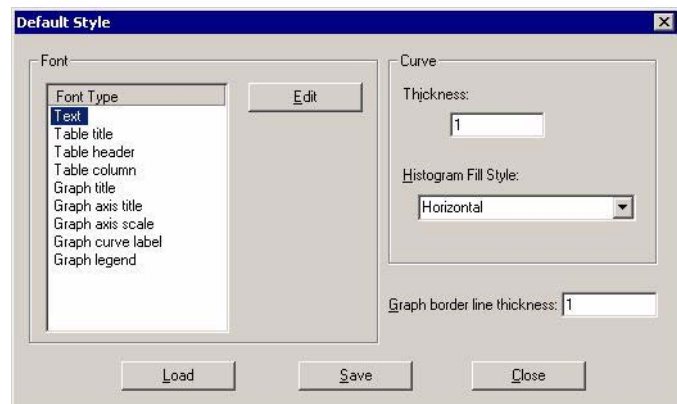 Default Style
Font
Font Type
Text
Table title
Table header
Table column
Graph title
Graph axis title
Graph axis scale
Graph curve label
Graph legend
Edit
Curve
Thickness:
1
Histogram Fill Style:
Horizontal
Graph border line thickness: 1
Load
Save
Close